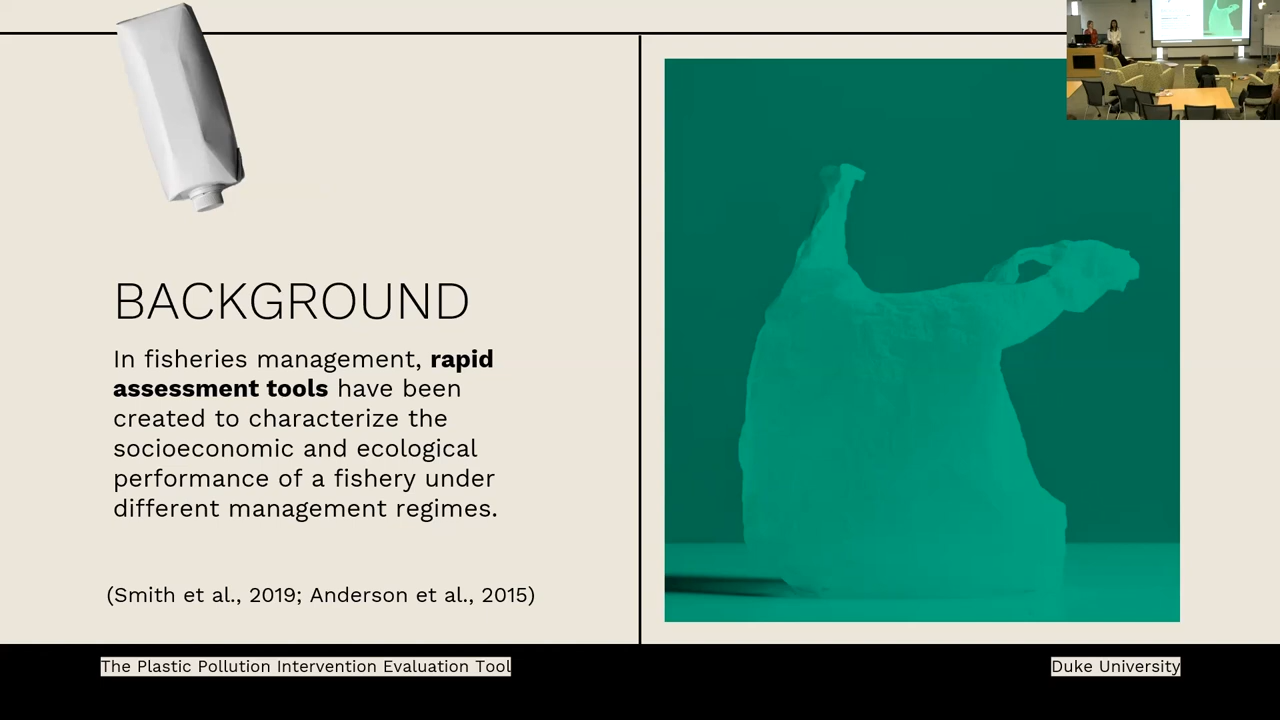 BACKGROUND
In fisheries management, rapid
assessment tools have been
created to characterize the
socioeconomic and ecological
performance of a fishery under
different management regimes.
(Smith et al., 2019; Anderson et al., 2015)
The Plastic Pollution Intervention Evaluation Tool
Duke University